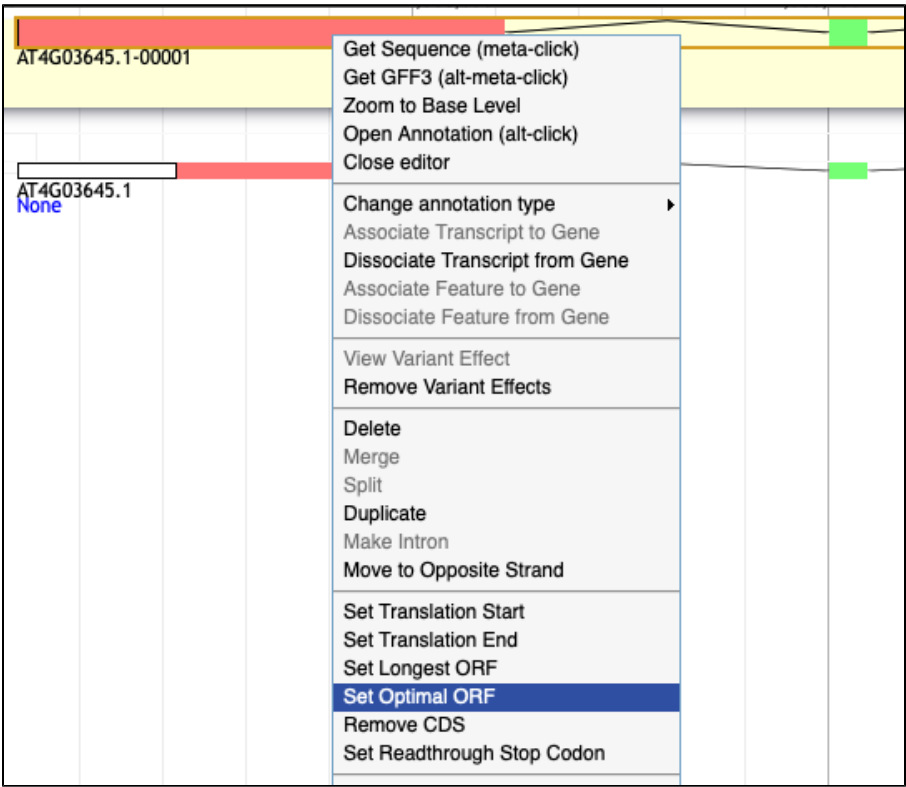 AT4G03645.1-00001
Get Sequence (meta-click)
Get GFF3 (alt-meta-click)
Zoom to Base Level
Open Annotation (alt-click)
Close editor
AT4G03645.1
None
Change annotation type
Associate Transcript to Gene
Dissociate Transcript from Gene
Associate Feature to Gene
Dissociate Feature from Gene
View Variant Effect
Remove Variant Effects
Delete
Merge
Split
Duplicate
Make Intron
Move to Opposite Strand
Set Translation Start
Set Translation End
Set Longest ORF
Set Optimal ORF
Remove CDS
Set Readthrough Stop Codon